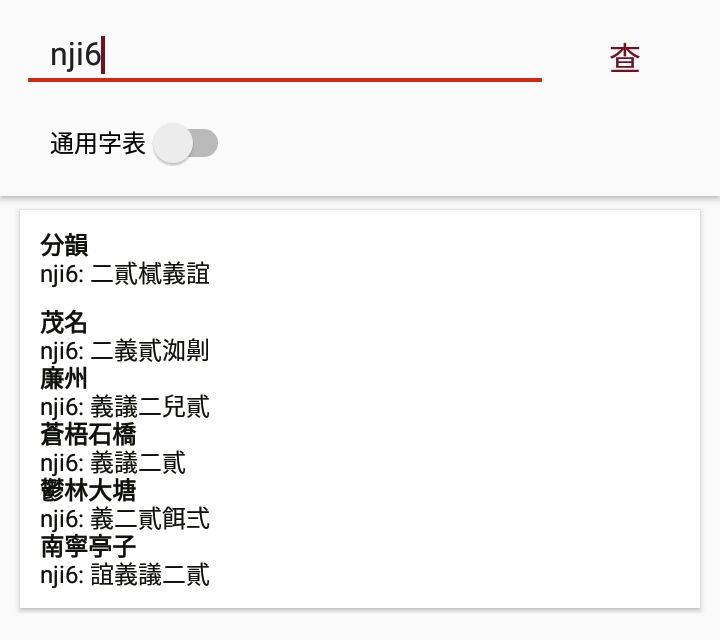 nji6
查
通用字表
分韻
nji6: 二貳樲義誼
茂名
nji6: 二義貳洳劓
廉州
nji6: 義議二兒貳
蒼梧石橋
nji6: 義議二貳
鬱林大塘
nji6: 義二貳餌弍
南寧亭子
nji6: 誼義議二貳